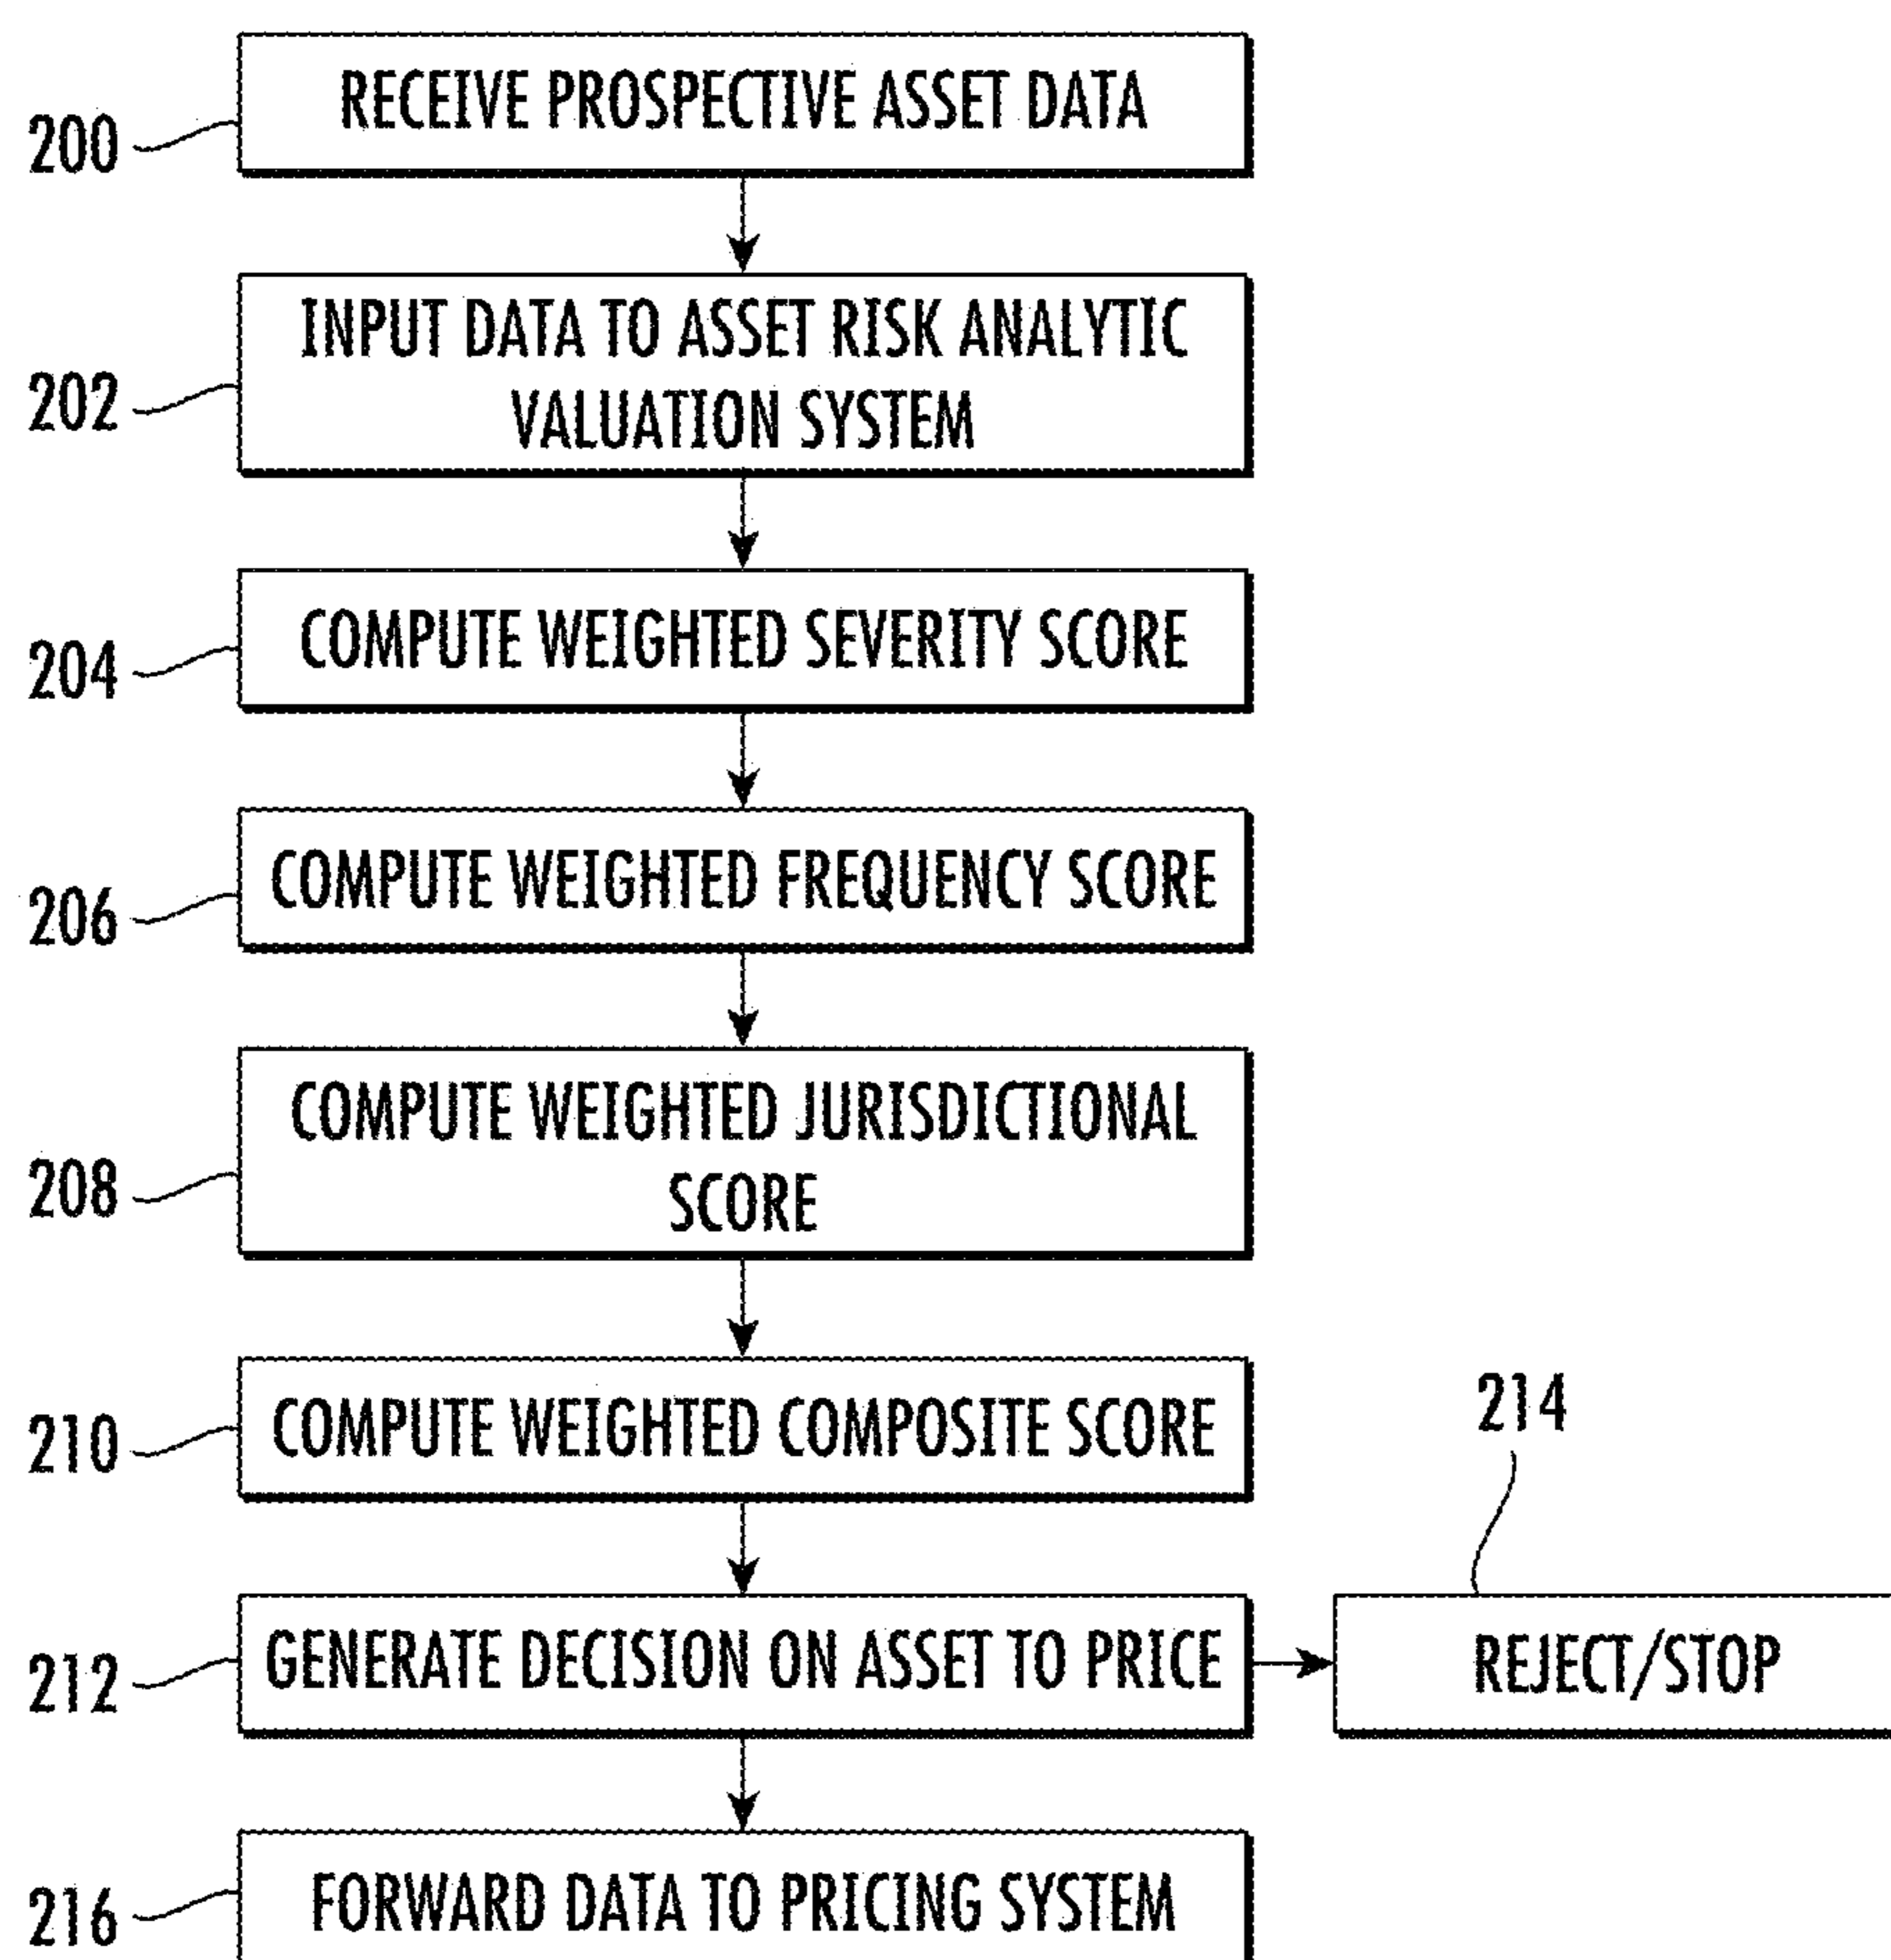 RECEIVE PROSPECTIVE ASSET DATA
200
INPUT DATA TO ASSET RISK ANALYTIC
VALUATION SYSTEM
202
COMPUTE WEIGHTED SEVERITY SCORE
204
COMPUTE WEIGHTED FREQUENCY SCORE
206
COMPUTE WEIGHTED JURISDICTIONAL
SCORE
208
COMPUTE WEIGHTED COMPOSITE SCORE
210
214
GENERATE DECISION ON ASSET TO PRICE
212
REJECT/STOP
FORWARD DATA TO PRICING SYSTEM
216